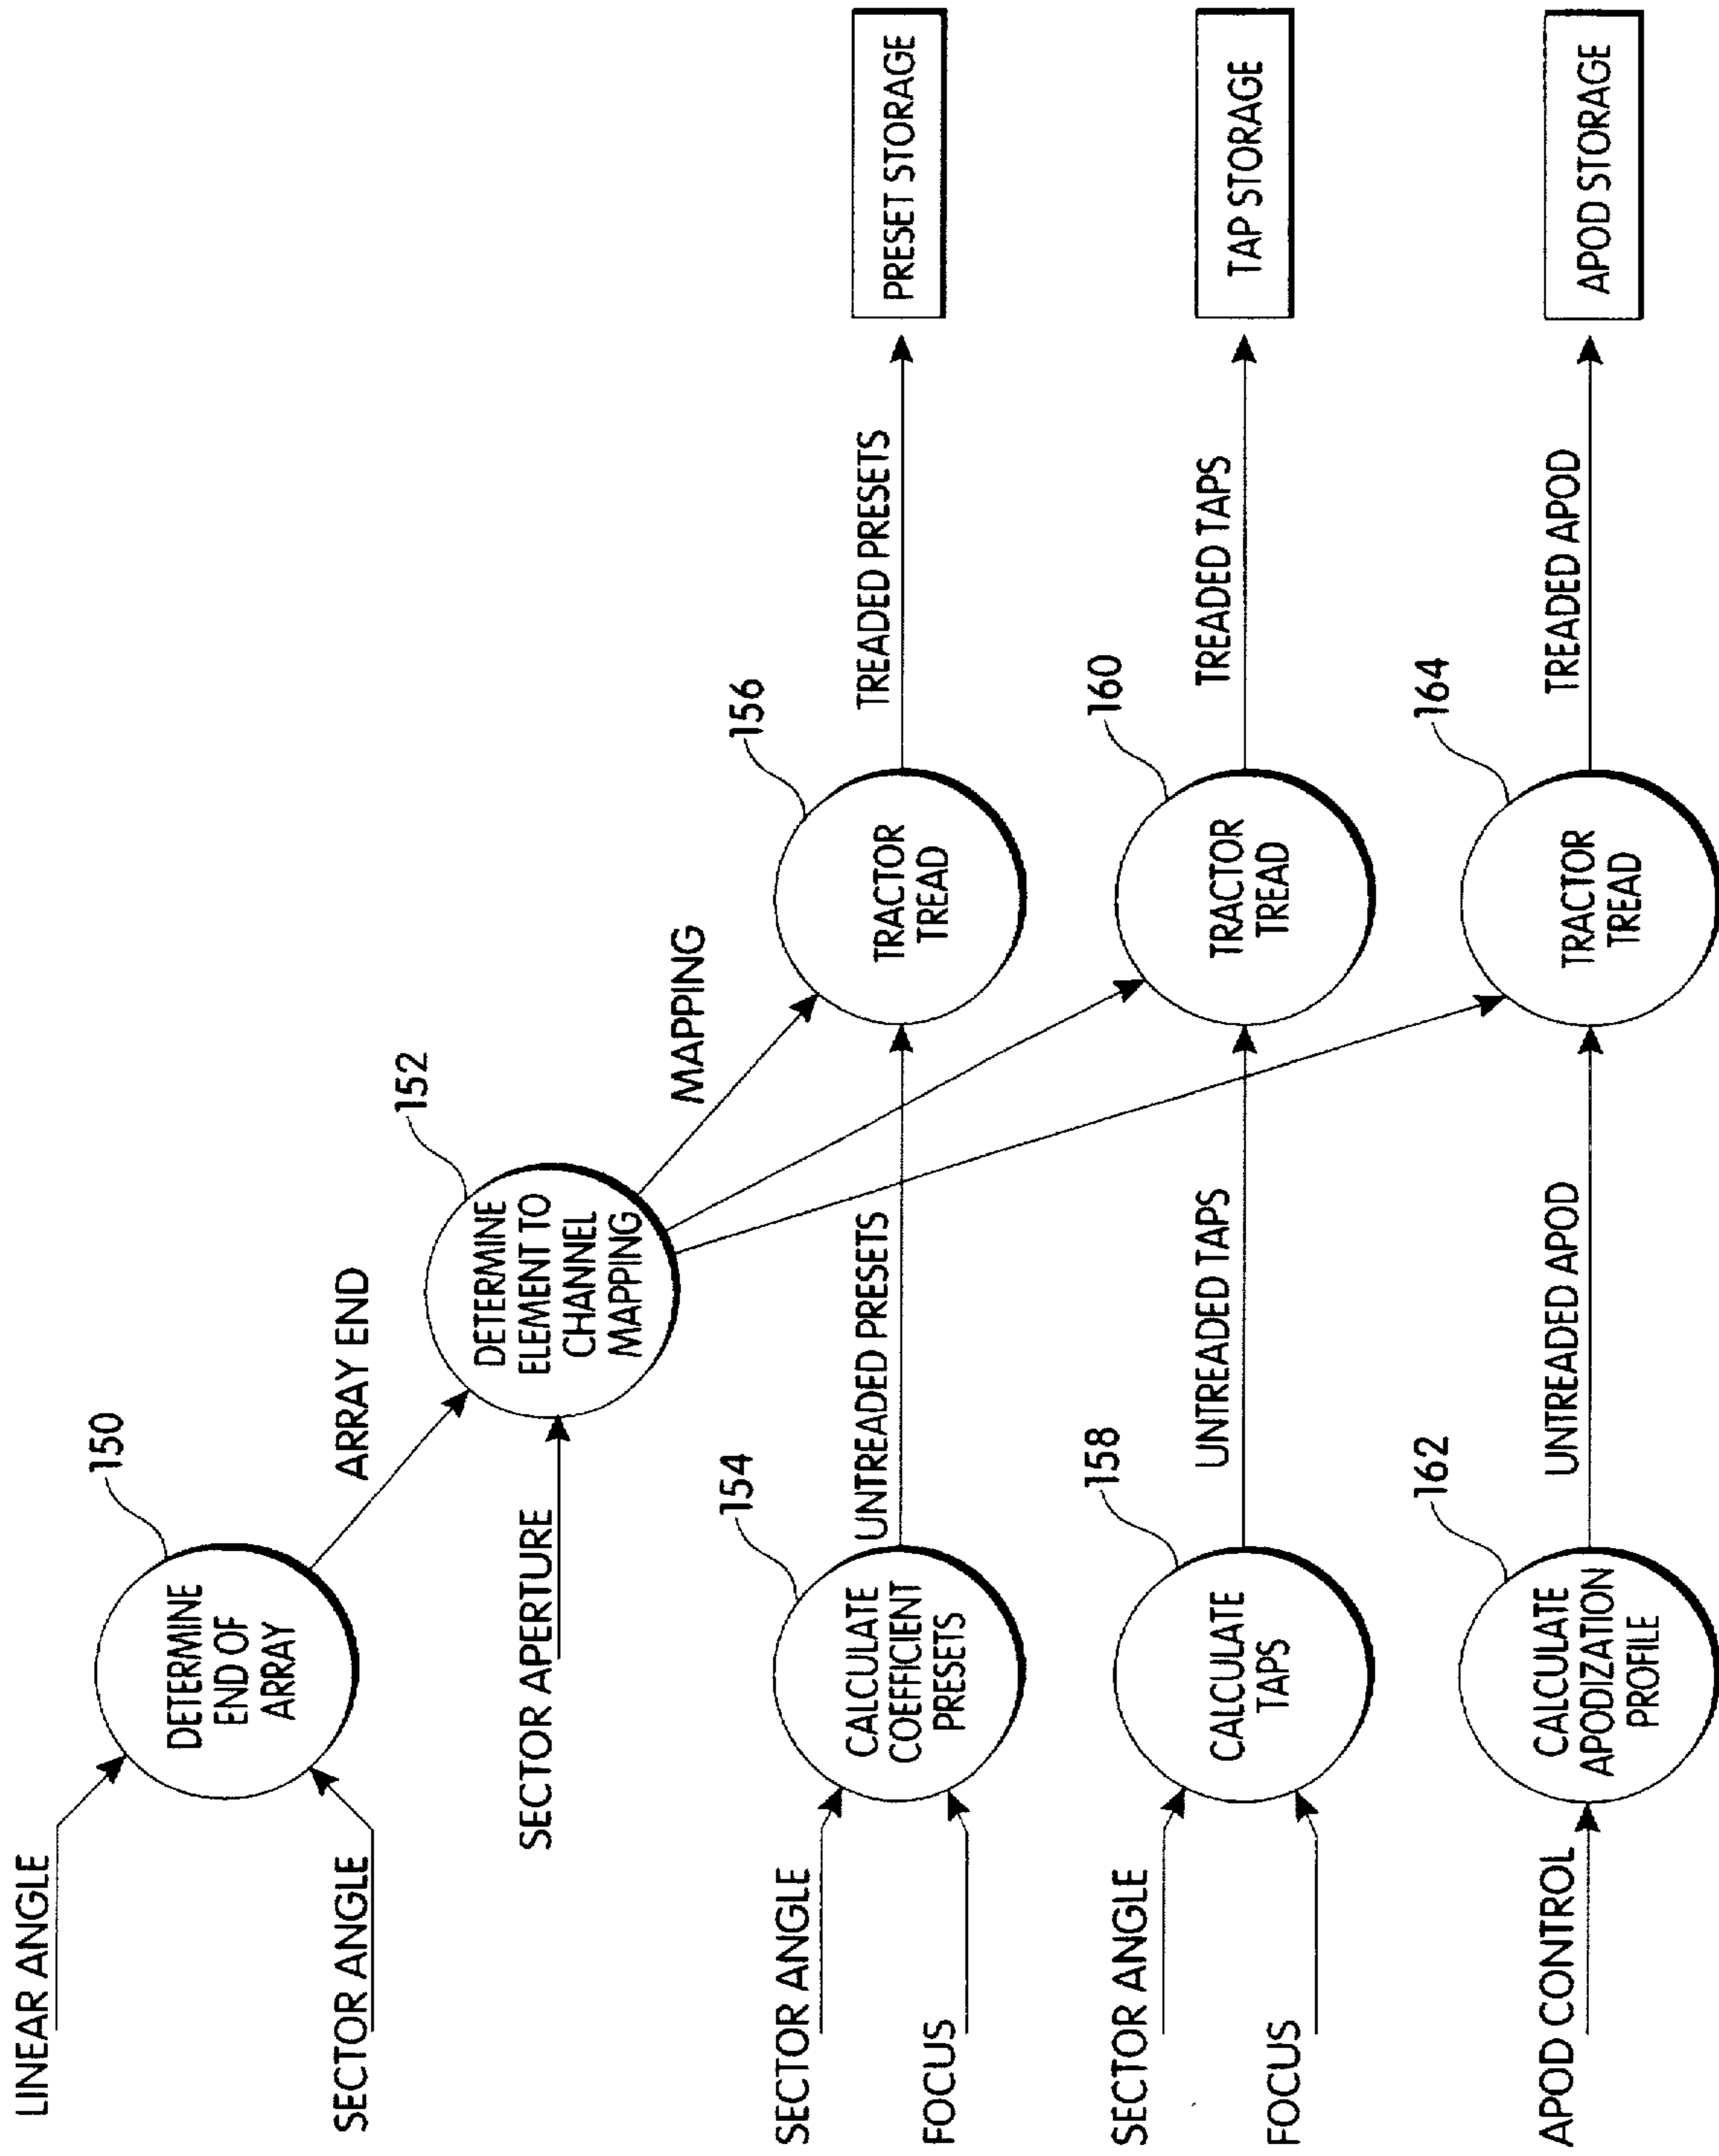 LINEAR ANGLE
150
DETERMINE
END OF
ARRAY
SECTOR ANGLE
ARRAY END
152
DETERMINE
ELEMENT TO
CHANNEL
MAPPING
SECTOR APERTURE
MAPPING
154
156
SECTOR ANGLE
CALCULATE
COEFFICIENT
PRESETS
UNTREADED PRESETS
TRACTOR
TREAD
TREADED PRESETS
PRESET STORAGE
FOCUS
158
160
SECTOR ANGLE
CALCULATE
TAPS
UNTREADED TAPS
TRACTOR
TREAD
TREADED TAPS
TAP STORAGE
FOCUS
162
164
APOD CONTROL
CALCULATE
APODIZATION
PROFILE
UNTREADED APOD
TRACTOR
TREAD
TREADED APOD
APOD STORAGE